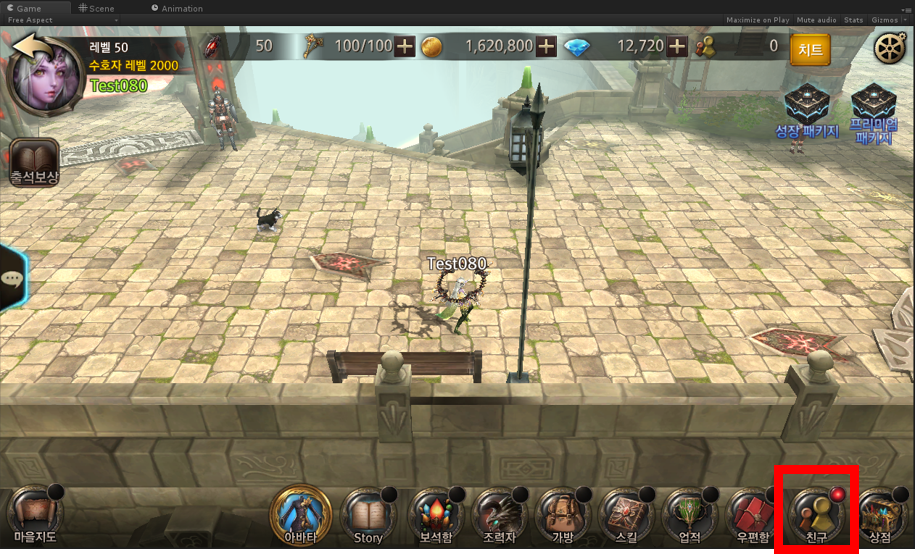 Game
Scene
Animation
Free Aspect
Maximize on Play
Mute audio
Stats
Gizmos
레벨 50
수호자 레벨 2000
Test080
50
100/100
1,620,800
12,720
0
치트
성장 패키지
프리미엄
패키지
출석보상
Test080
마을지도
아바타
Story
보석함
조력자
가방
스킬
업적
우편함
친구
상점